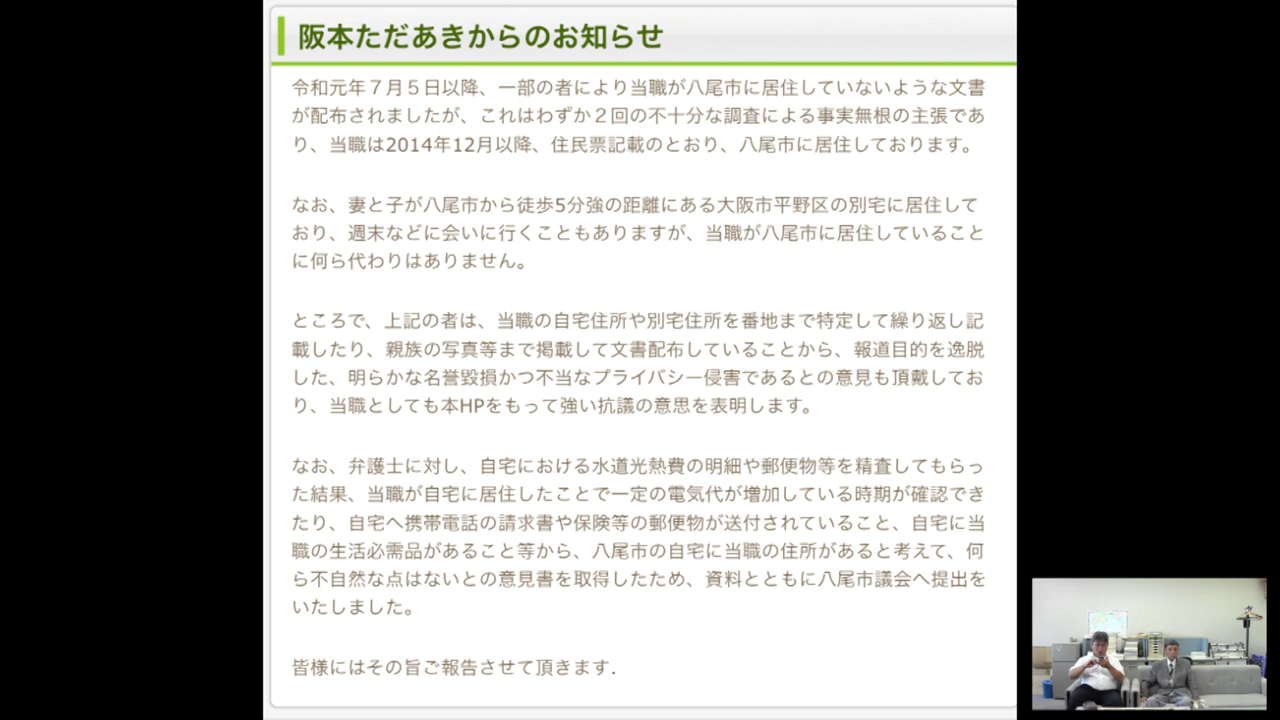 阪本ただあきからのお知らせ
令和元年７月５日以降、一部の者により当職が八尾市に居住していないような文書
が配布されましたが、これはわずか２回の不十分な調査による事実無根の主張であ
り、当職は2014年12月以降、住民票記載のとおり、八尾市に居住しております。
なお、妻と子が八尾市から徒歩5分強の距離にある大阪市平野区の別宅に居住して
おり、週末などに会いに行くこともありますが、当職が八尾市に居住していること
に何ら代わりはありません。
ところで、上記の者は、当職の自宅住所や別宅住所を番地まで特定して繰り返し記
載したり、親族の写真等まで掲載して文書配布していることから、報道目的を逸脱
した、明らかな名誉毀損かつ不当なプライバシー侵害であるとの意見も頂戴してお
り、当職としても本HPをもって強い抗議の意思を表明します。
なお、弁護士に対し、自宅における水道光熱費の明細や郵便物等を精査してもらっ
た結果、当職が自宅に居住したことで一定の電気代が増加している時期が確認でき
たり、自宅へ携帯電話の請求書や保険等の郵便物が送付されていること、自宅に当
職の生活必需品があること等から、八尾市の自宅に当職の住所があると考えて、何
ら不自然な点はないとの意見書を取得したため、資料とともに八尾市議会へ提出を
いたしました。
皆様にはその旨ご報告させて頂きます.